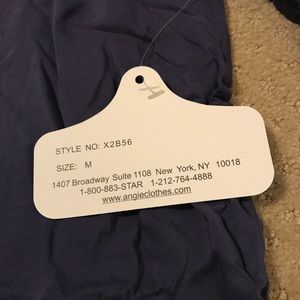 STYLE NO: X2B56
SIZE: M
1407 Broadway Suite 1108 New York, NY 10018
1-800-883-STAR 1-212-764-4888
www.angieclothes.com